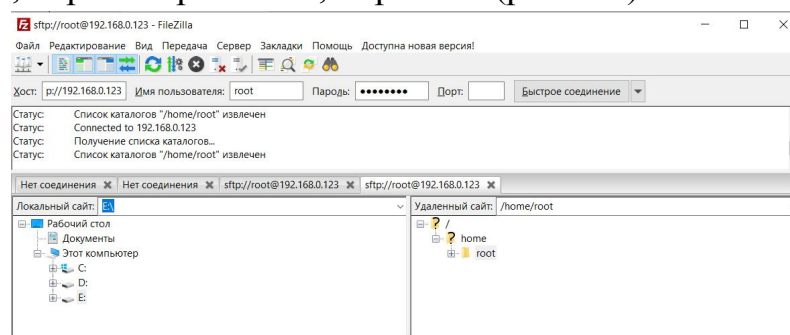 sftp://root@192.168.0.123 - FileZilla
Файл Редактирование Вид Передача Сервер Закладки Помощь Доступна новая версия!
Хост: p://192.168.0.123 Имя пользователя: root Пароль: ●●●●●●●● Порт: Быстрое соединение
Статус: Список каталогов "/home/root" извлечен
Статус: Connected to 192.168.0.123
Статус: Получение списка каталогов...
Статус: Список каталогов "/home/root" извлечен
Нет соединения Нет соединения sftp://root@192.168.0.123 sftp://root@192.168.0.123
Локальный сайт: E:\
Рабочий стол
Документы
Этот компьютер
C:
D:
E:
Удаленный сайт: /home/root
/
home
root